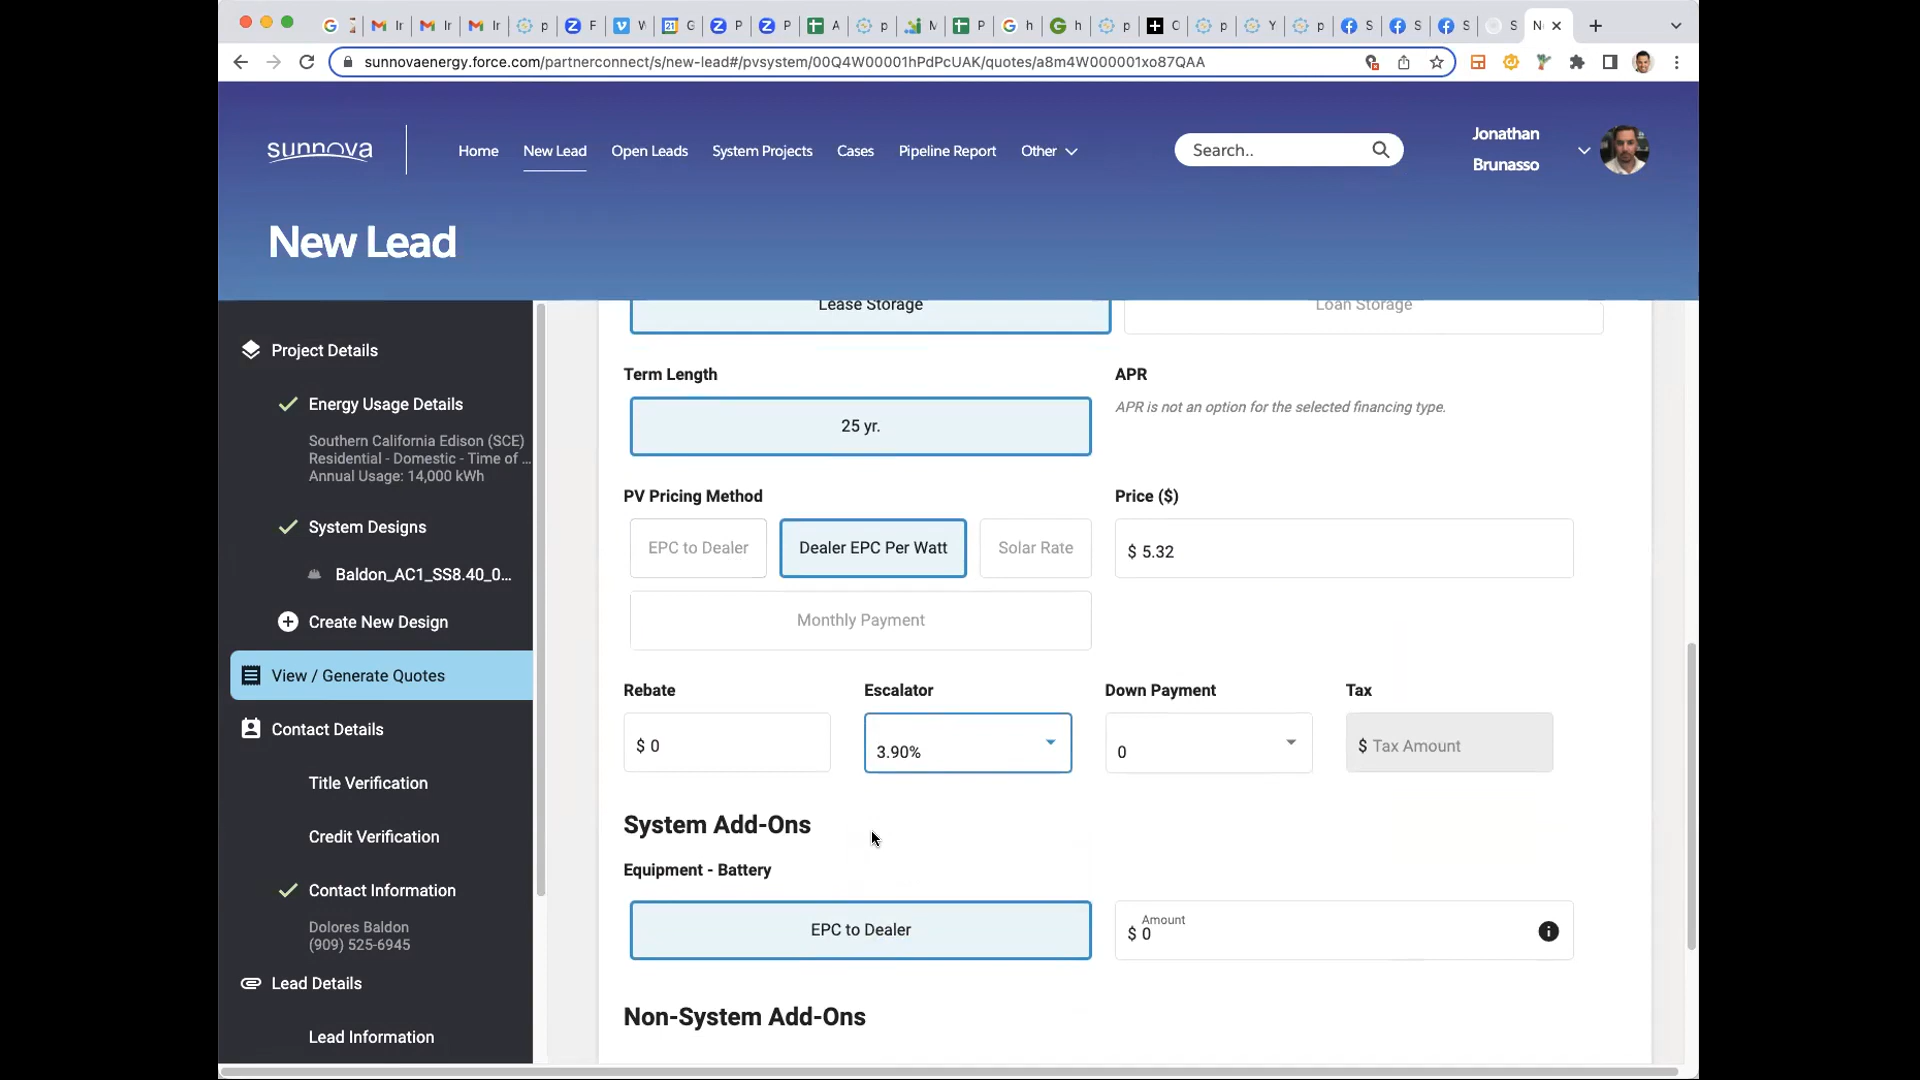 Ir
Ir
Ir
p
F
W
G
P
P
A
p
M
P
h
h
p
C
p
Y
p
S
S
S
S
N
sunnovaenergy.force.com/partnerconnect/s/new-lead#/pvsystem/00Q4W00001hPdPcUAK/quotes/a8m4W000001xo87QAA
sunnova
Home
New Lead
Open Leads
System Projects
Cases
Pipeline Report
Other
Search..
Jonathan
Brunasso
New Lead
Project Details
Energy Usage Details
Southern California Edison (SCE)
Residential - Domestic - Time of ...
Annual Usage: 14,000 kWh
System Designs
Baldon_AC1_SS8.40_0...
Create New Design
View / Generate Quotes
Contact Details
Title Verification
Credit Verification
Contact Information
Dolores Baldon
(909) 525-6945
Lead Details
Lead Information
Lease Storage
Loan Storage
Term Length
APR
25 yr.
APR is not an option for the selected financing type.
PV Pricing Method
Price ($)
EPC to Dealer
Dealer EPC Per Watt
Solar Rate
$ 5.32
Monthly Payment
Rebate
Escalator
Down Payment
Tax
$ 0
3.90%
0
$ Tax Amount
System Add-Ons
Equipment - Battery
EPC to Dealer
Amount
$ 0
Non-System Add-Ons